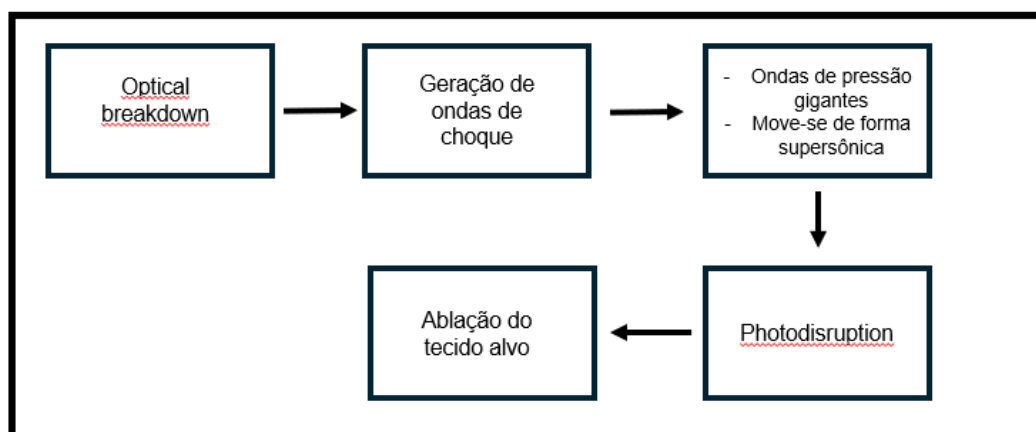 Optical
breakdown
Geração de
ondas de
choque
- Ondas de pressão
gigantes
- Move-se de forma
supersônica
Photodisruption
Ablação do
tecido alvo